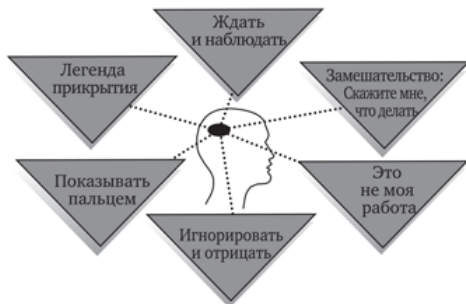 Ждать
и наблюдать
Легенда
прикрытия
Замешательство:
Скажите мне,
что делать
Показывать
пальцем
Это
не моя
работа
Игнорировать
и отрицать